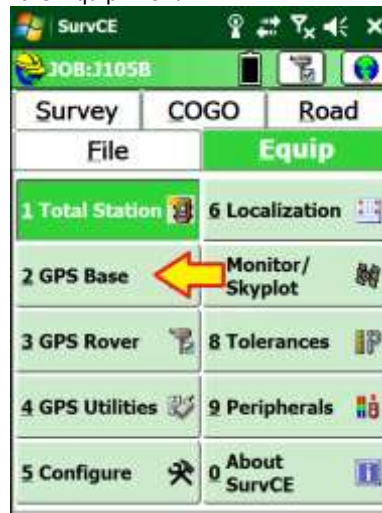 SurvCE
JOB:J105B
Survey
COGO
Road
File
Equip
1 Total Station
6 Localization
2 GPS Base
Monitor/
Skyplot
3 GPS Rover
8 Tolerances
4 GPS Utilities
9 Peripherals
5 Configure
0 About
SurvCE